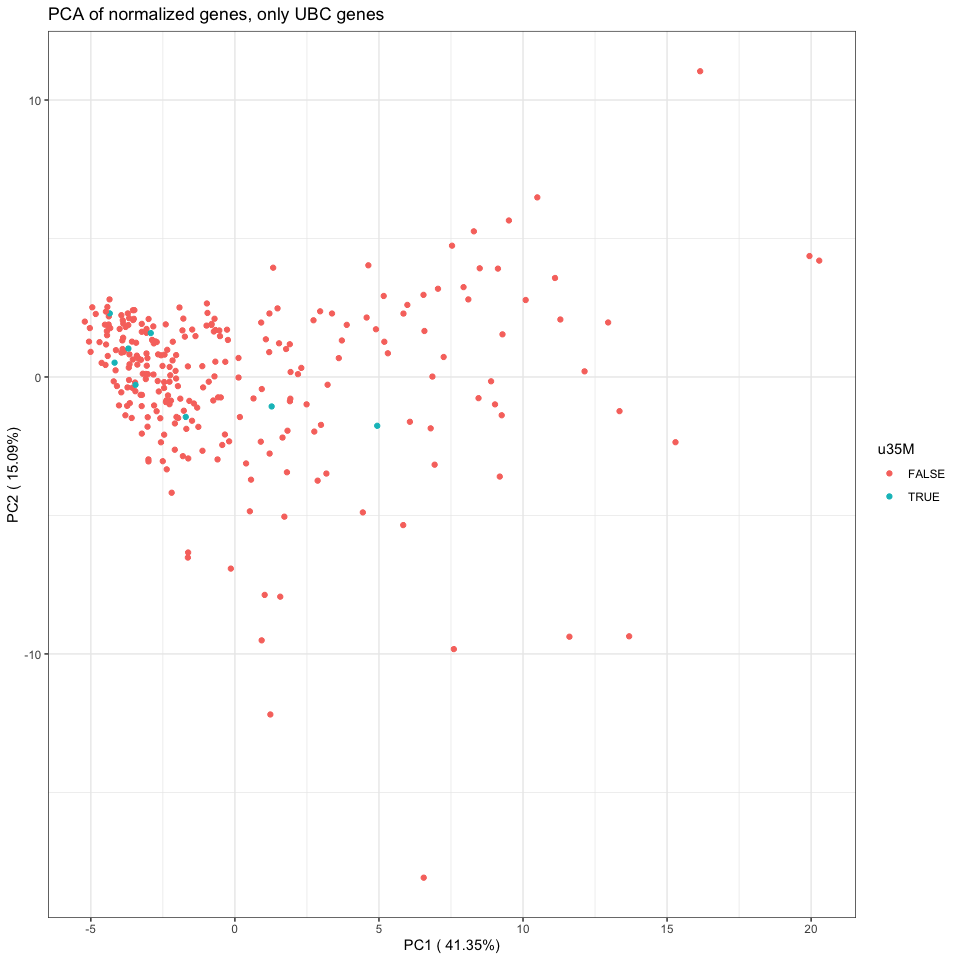 PCA of normalized genes, only UBC genes
10
0
-10
PC2 ( 15.09%)
-5
0
5
10
15
20
PC1 ( 41.35%)
u35M
FALSE
TRUE